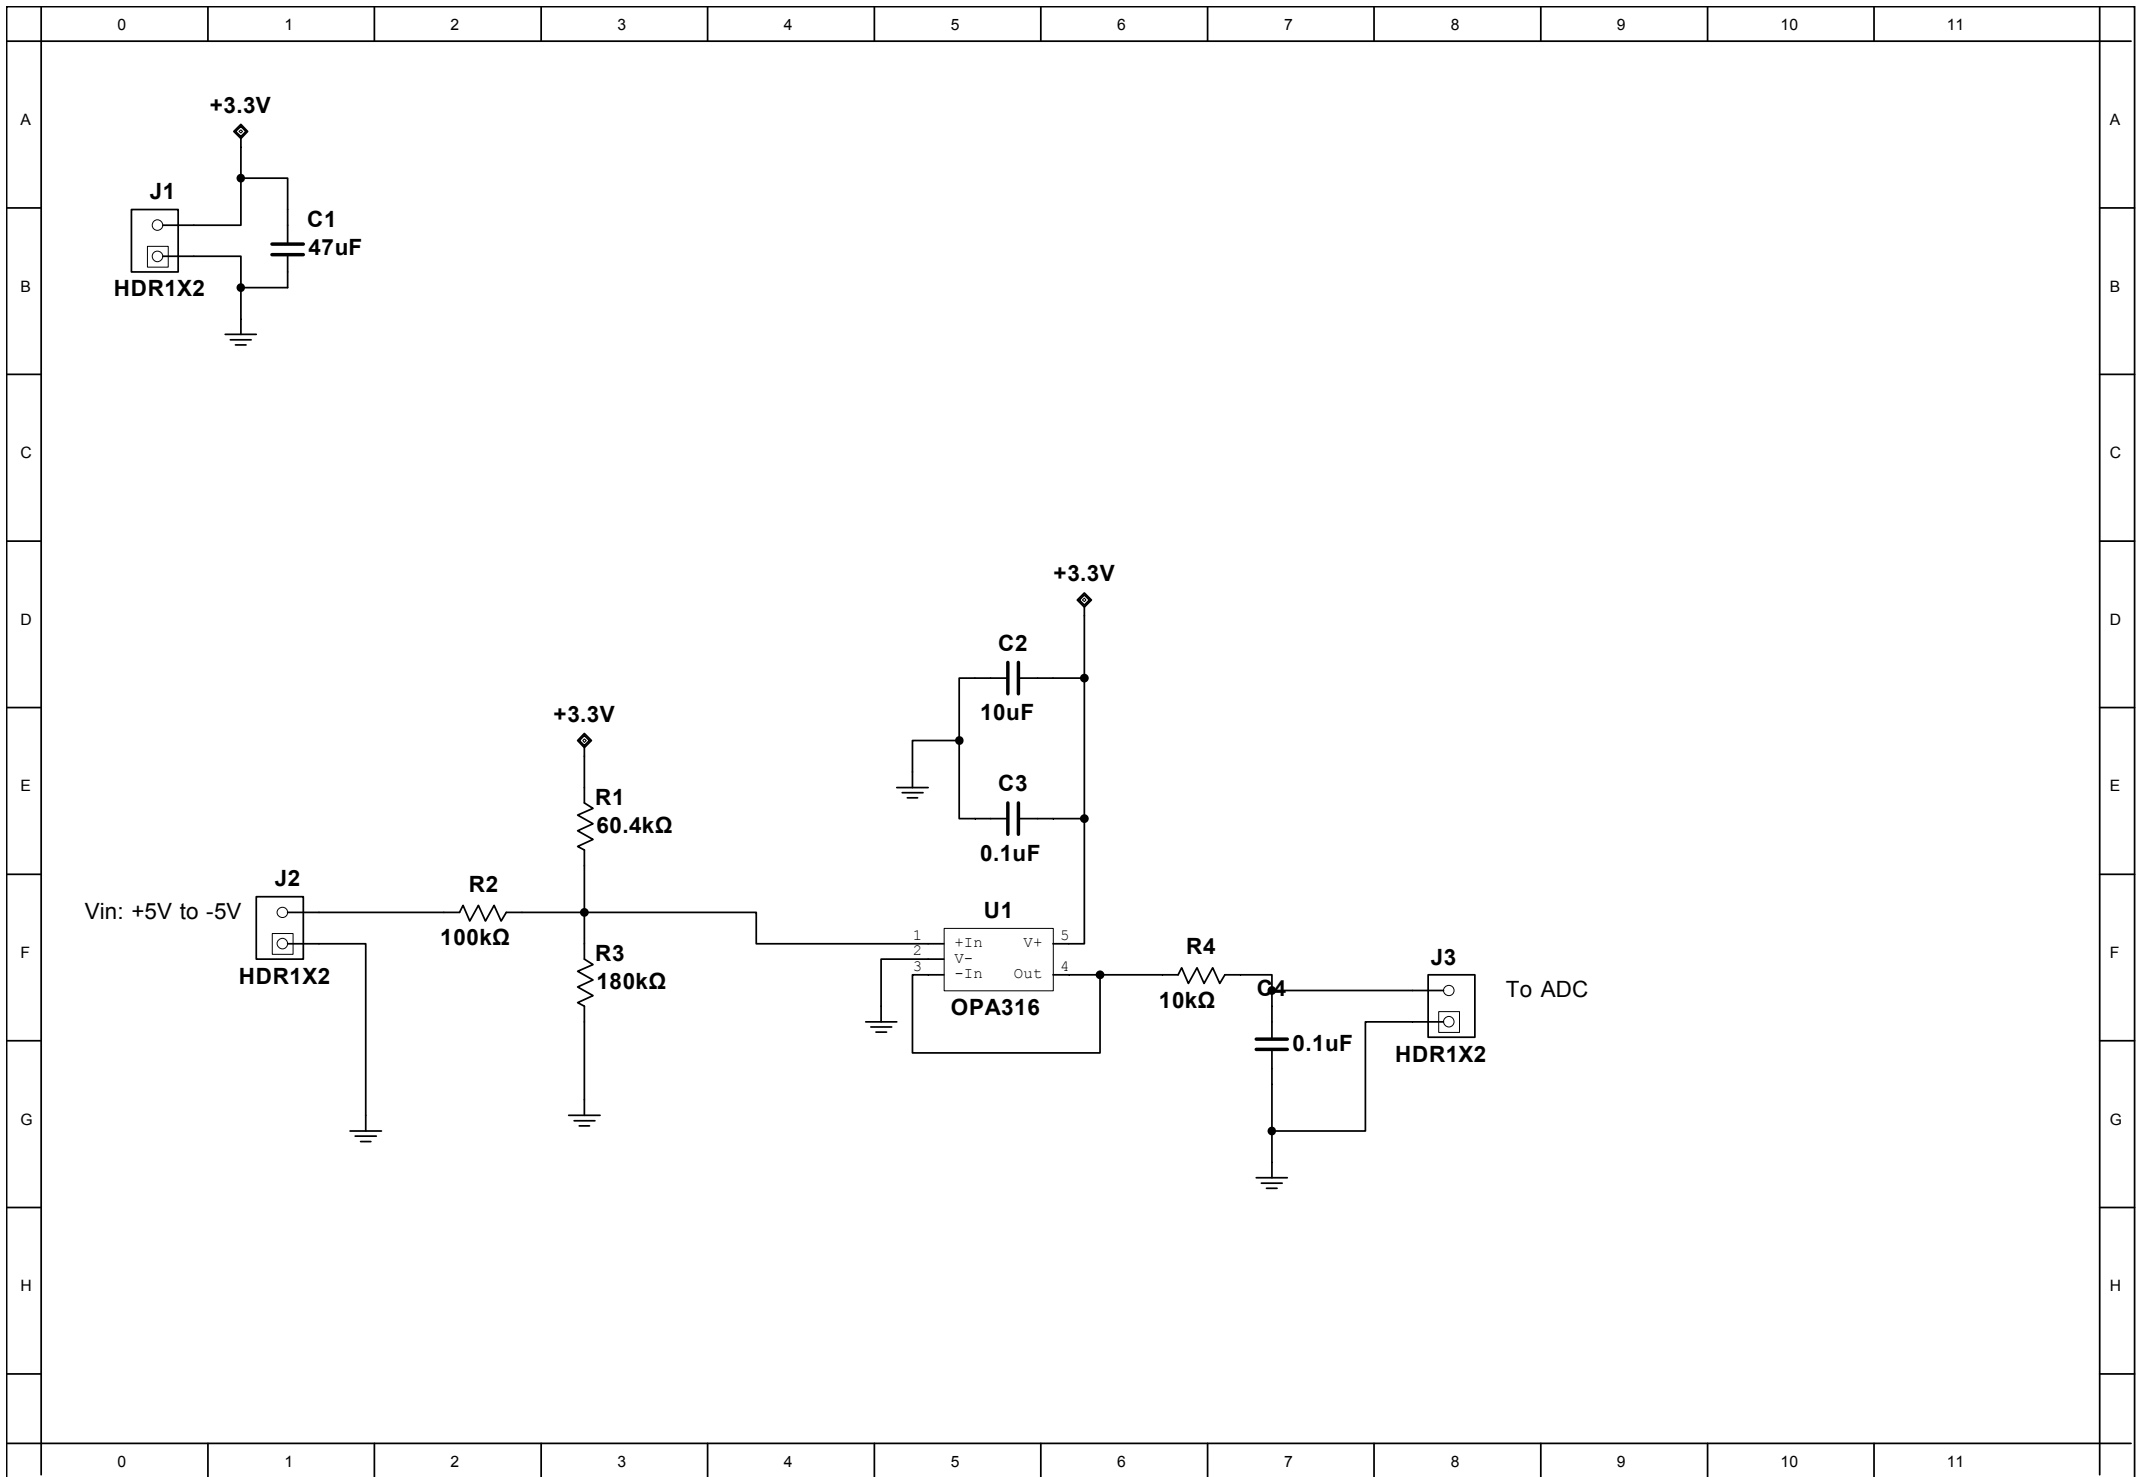 0 1 2 3 4 5 6 7 8 9 10 11
A A
+3.3V
J1
C1
47uF
HDR1X2
B B
C C
+3.3V
D D
C2
10uF
+3.3V
E E
C3
R1
60.4kΩ
0.1uF
J2
R2
Vin: +5V to -5V
100kΩ
U1
1 +In V+ 5
2 V-
3 -In Out 4
OPA316
F F
R3
180kΩ
HDR1X2
R4
10kΩ
C4
J3
To ADC
0.1uF
HDR1X2
G G
H H
0 1 2 3 4 5 6 7 8 9 10 11